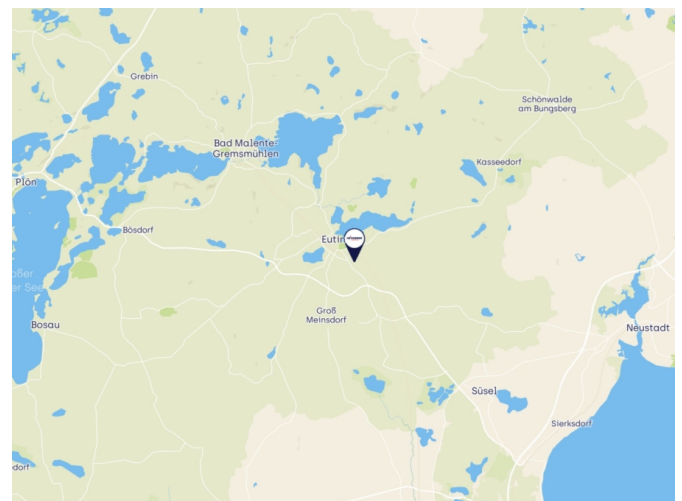 Grebin
Schönwalde
am Bungsberg
Bad Malente-
Gremsmühlen
Kasseedorf
Plön
Bösdorf
Eutin
Groß
Meinsdorf
Bosau
Neustadt
Süsel
Sierksdorf